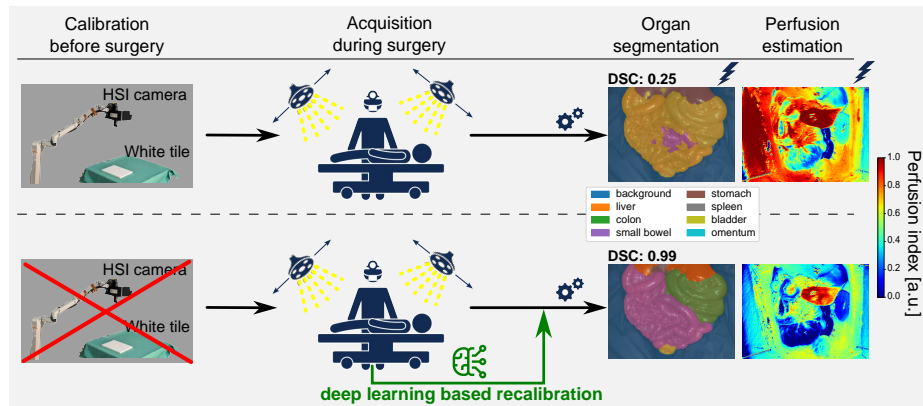 Calibration
before surgery
Acquisition
during surgery
Organ
segmentation
Perfusion
estimation
HSI camera
White tile
DSC: 0.25
background
liver
colon
small bowel
stomach
spleen
bladder
omentum
1.0
0.8
0.6
0.4
0.2
0.0
Perfusion index [a.u.]
HSI camera
White tile
DSC: 0.99
deep learning based recalibration